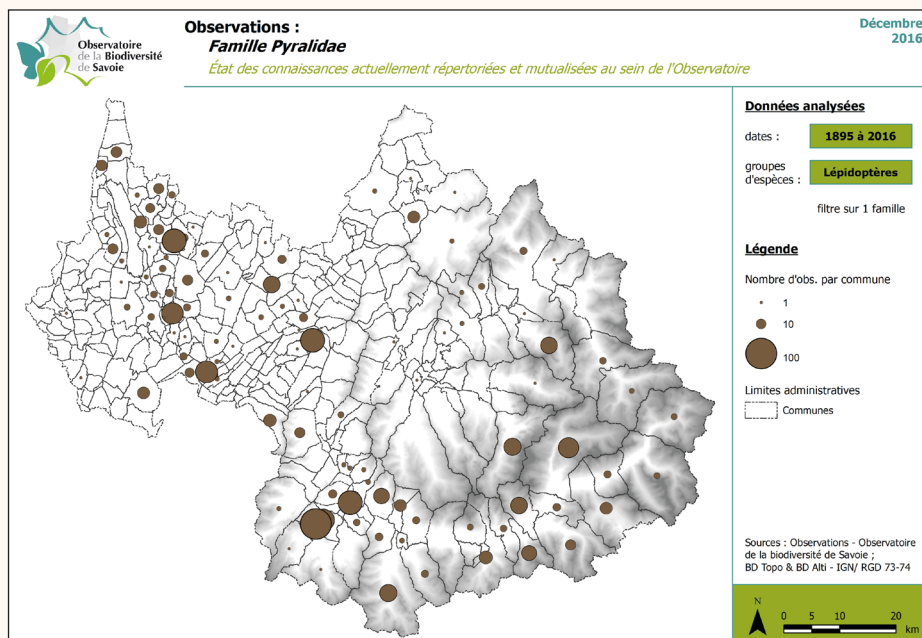 Observatoire
de la Biodiversité
de Savoie
Observations :
Famille Pyralidae
État des connaissances actuellement répertoriées et mutualisées au sein de l'Observatoire
Décembre
2016
Données analysées
dates :
1895 à 2016
groupes
d'espèces :
Lépidoptères
filtre sur 1 famille
Légende
Nombre d'obs. par commune
1
10
100
Limites administratives
Communes
Sources : Observations - Observatoire
de la biodiversité de Savoie ;
BD Topo & BD Alti - IGN/ RGD 73-74
N
0 5 10 20
km